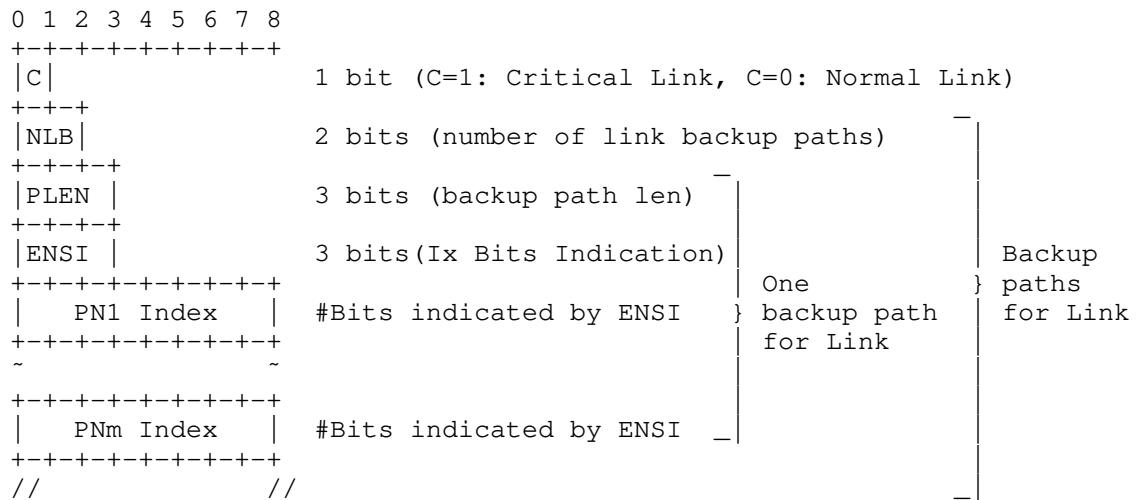 0 1 2 3 4 5 6 7 8
+-+-+-+-+-+-+-+-+
|C|                1 bit (C=1: Critical Link, C=0: Normal Link)
+-+-+                                                      _
|NLB|              2 bits (number of link backup paths)     |
+-+-+-+                                      _              |
|PLEN |            3 bits (backup path len)   |             |
+-+-+-+                                       |             |
|ENSI |            3 bits(Ix Bits Indication) |             | Backup
+-+-+-+-+-+-+-+-+                             | One         } paths
|   PN1 Index   |  #Bits indicated by ENSI    } backup path | for Link
+-+-+-+-+-+-+-+-+                             | for Link    |
~               ~                             |             |
+-+-+-+-+-+-+-+-+                             |             |
|   PNm Index   |  #Bits indicated by ENSI   _|             |
+-+-+-+-+-+-+-+-+                                           |
//              //                                         _|